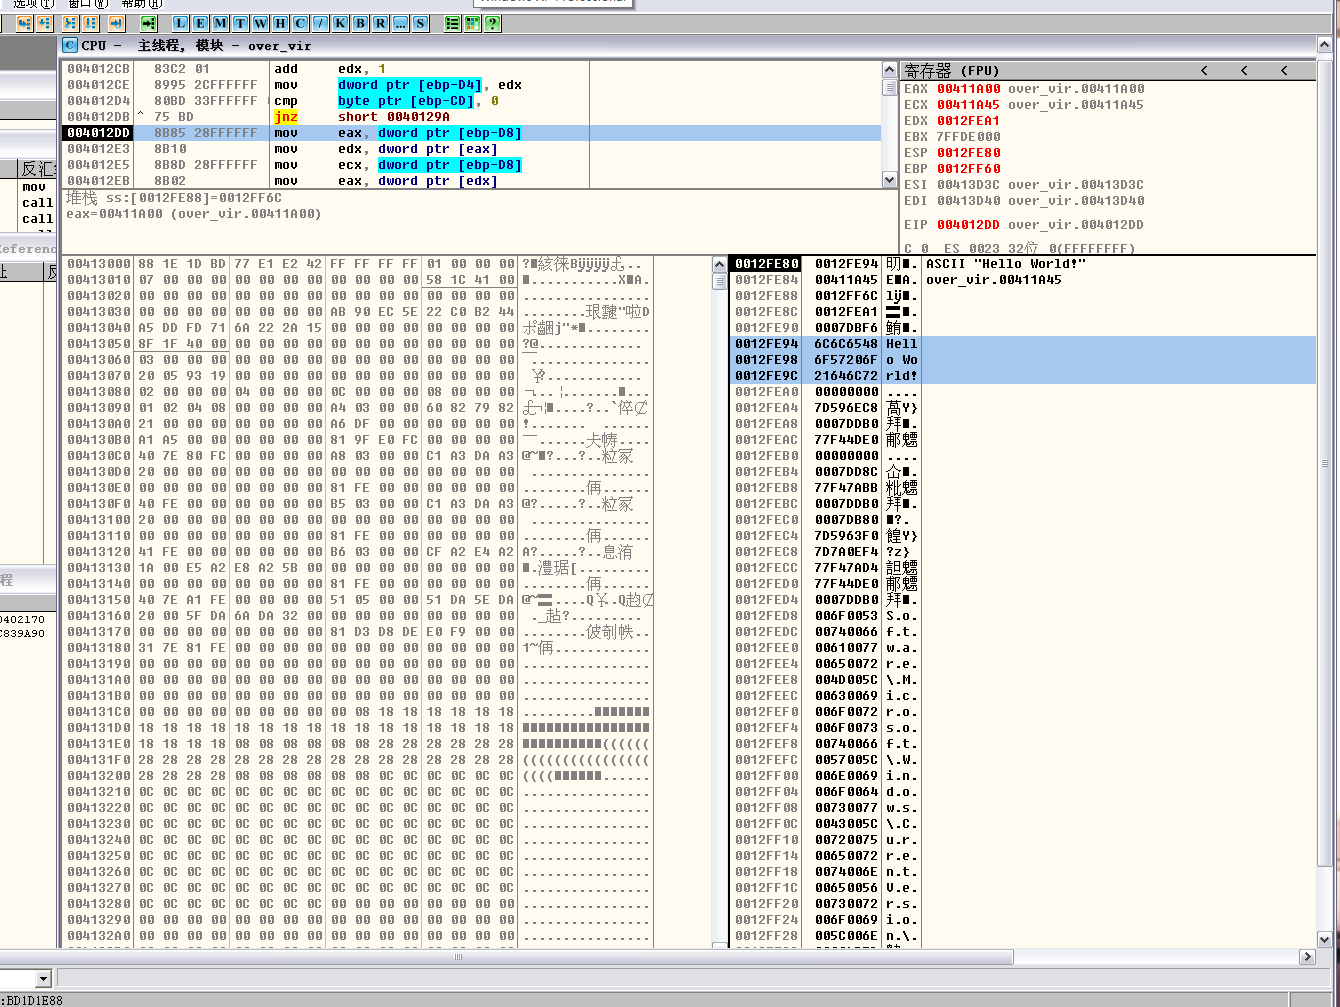 选项(T) 窗口(W) 帮助(H)
L E M T W H C / K B R ... S
CPU - 主线程, 模块 - over_vir
004012CB 83C2 01 add edx, 1
004012CE 8995 2CFFFFFF mov dword ptr [ebp-D4], edx
004012D4 80BD 33FFFFFF cmp byte ptr [ebp-CD], 0
004012DB ^ 75 BD jnz short 0040129A
004012DD 8B85 28FFFFFF mov eax, dword ptr [ebp-D8]
004012E3 8B10 mov edx, dword ptr [eax]
004012E5 8B8D 28FFFFFF mov ecx, dword ptr [ebp-D8]
004012EB 8B02 mov eax, dword ptr [edx]
堆栈 ss:[0012FE88]=0012FF6C
eax=00411A00 (over_vir.00411A00)
寄存器 (FPU) < < <
EAX 00411A00 over_vir.00411A00
ECX 00411A45 over_vir.00411A45
EDX 0012FEA1
EBX 7FFDE000
ESP 0012FE80
EBP 0012FF60
ESI 00413D3C over_vir.00413D3C
EDI 00413D40 over_vir.00413D40
EIP 004012DD over_vir.004012DD
C 0 ES 0023 32位 0(FFFFFFFF)
反汇
mov
call
call
eference
址
程
0402170
C839A90
00413000 88 1E 1D BD 77 E1 E2 42 FF FF FF FF 01 00 00 00
00413010 07 00 00 00 00 00 00 00 00 00 00 00 58 1C 41 00
00413020 00 00 00 00 00 00 00 00 00 00 00 00 00 00 00 00
00413030 00 00 00 00 00 00 00 00 AB 90 EC 5E 22 C0 B2 44
00413040 A5 DD FD 71 6A 22 2A 15 00 00 00 00 00 00 00 00
00413050 8F 1F 40 00 00 00 00 00 00 00 00 00 00 00 00 00
00413060 03 00 00 00 00 00 00 00 00 00 00 00 00 00 00 00
00413070 20 05 93 19 00 00 00 00 00 00 00 00 00 00 00 00
00413080 02 00 00 00 04 00 00 00 0C 00 00 00 08 00 00 00
00413090 01 02 04 08 00 00 00 00 A4 03 00 00 60 82 79 82
004130A0 21 00 00 00 00 00 00 00 A6 DF 00 00 00 00 00 00
004130B0 A1 A5 00 00 00 00 00 00 81 9F E0 FC 00 00 00 00
004130C0 40 7E 80 FC 00 00 00 00 A8 03 00 00 C1 A3 DA A3
004130D0 20 00 00 00 00 00 00 00 00 00 00 00 00 00 00 00
004130E0 00 00 00 00 00 00 00 00 81 FE 00 00 00 00 00 00
004130F0 40 FE 00 00 00 00 00 00 B5 03 00 00 C1 A3 DA A3
00413100 20 00 00 00 00 00 00 00 00 00 00 00 00 00 00 00
00413110 00 00 00 00 00 00 00 00 81 FE 00 00 00 00 00 00
00413120 41 FE 00 00 00 00 00 00 B6 03 00 00 CF A2 E4 A2
00413130 1A 00 E5 A2 E8 A2 5B 00 00 00 00 00 00 00 00 00
00413140 00 00 00 00 00 00 00 00 81 FE 00 00 00 00 00 00
00413150 40 7E A1 FE 00 00 00 00 51 05 00 00 51 DA 5E DA
00413160 20 00 5F DA 6A DA 32 00 00 00 00 00 00 00 00 00
00413170 00 00 00 00 00 00 00 00 81 D3 D8 DE E0 F9 00 00
00413180 31 7E 81 FE 00 00 00 00 00 00 00 00 00 00 00 00
00413190 00 00 00 00 00 00 00 00 00 00 00 00 00 00 00 00
004131A0 00 00 00 00 00 00 00 00 00 00 00 00 00 00 00 00
004131B0 00 00 00 00 00 00 00 00 00 00 00 00 00 00 00 00
004131C0 00 00 00 00 00 00 00 00 00 08 18 18 18 18 18 18
004131D0 18 18 18 18 18 18 18 18 18 18 18 18 18 18 18 18
004131E0 18 18 18 18 08 08 08 08 08 08 28 28 28 28 28 28
004131F0 28 28 28 28 28 28 28 28 28 28 28 28 28 28 28 28
00413200 28 28 28 28 08 08 08 08 08 08 0C 0C 0C 0C 0C 0C
00413210 0C 0C 0C 0C 0C 0C 0C 0C 0C 0C 0C 0C 0C 0C 0C 0C
00413220 0C 0C 0C 0C 0C 0C 0C 0C 0C 0C 0C 0C 0C 0C 0C 0C
00413230 0C 0C 0C 0C 0C 0C 0C 0C 0C 0C 0C 0C 0C 0C 0C 0C
00413240 0C 0C 0C 0C 0C 0C 0C 0C 0C 0C 0C 0C 0C 0C 0C 0C
00413250 0C 0C 0C 0C 0C 0C 0C 0C 0C 0C 0C 0C 0C 0C 0C 0C
00413260 0C 0C 0C 0C 0C 0C 0C 0C 0C 0C 0C 0C 0C 0C 0C 0C
00413270 0C 0C 0C 0C 0C 0C 0C 0C 0C 0C 0C 0C 0C 0C 0C 0C
00413280 0C 0C 0C 0C 00 00 00 00 00 00 00 00 00 00 00 00
00413290 00 00 00 00 00 00 00 00 00 00 00 00 00 00 00 00
004132A0 00 00 00 00 00 00 00 00 00 00 00 00 00 00 00 00
0012FE80 0012FE94 ASCII "Hello World!"
0012FE84 00411A45 E■A. over_vir.00411A45
0012FE88 0012FF6C
0012FE8C 0012FEA1
0012FE90 0007DBF6
0012FE94 6C6C6548 Hell
0012FE98 6F57206F o Wo
0012FE9C 21646C72 rld!
0012FEA0 00000000 ....
0012FEA4 7D596EC8
0012FEA8 0007DDB0
0012FEAC 77F44DE0
0012FEB0 00000000 ....
0012FEB4 0007DD8C
0012FEB8 77F47ABB
0012FEBC 0007DDB0
0012FEC0 0007DB80
0012FEC4 7D5963F0
0012FEC8 7D7A0EF4 ?z}
0012FECC 77F47AD4
0012FED0 77F44DE0
0012FED4 0007DDB0
0012FED8 006F0053 S.o.
0012FEDC 00740066 f.t.
0012FEE0 00610077 w.a.
0012FEE4 00650072 r.e.
0012FEE8 004D005C \.M.
0012FEEC 00630069 i.c.
0012FEF0 006F0072 r.o.
0012FEF4 006F0073 s.o.
0012FEF8 00740066 f.t.
0012FEFC 0057005C \.W.
0012FF00 006E0069 i.n.
0012FF04 006F0064 d.o.
0012FF08 00730077 w.s.
0012FF0C 0043005C \.C.
0012FF10 00720075 u.r.
0012FF14 00650072 r.e.
0012FF18 0074006E n.t.
0012FF1C 00650056 V.e.
0012FF20 00730072 r.s.
0012FF24 006F0069 i.o.
0012FF28 005C006E n.\.
:BD1D1E88